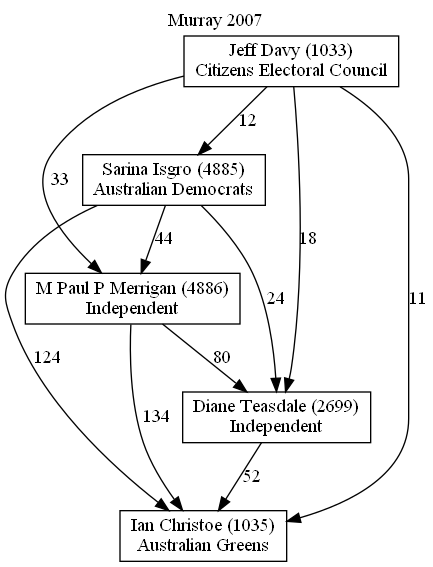 Murray 2007
Jeff Davy (1033)
Citizens Electoral Council
12
Sarina Isgro (4885)
Australian Democrats
33
44
24
18
11
M Paul P Merrigan (4886)
Independent
124
80
134
Diane Teasdale (2699)
Independent
52
Ian Christoe (1035)
Australian Greens